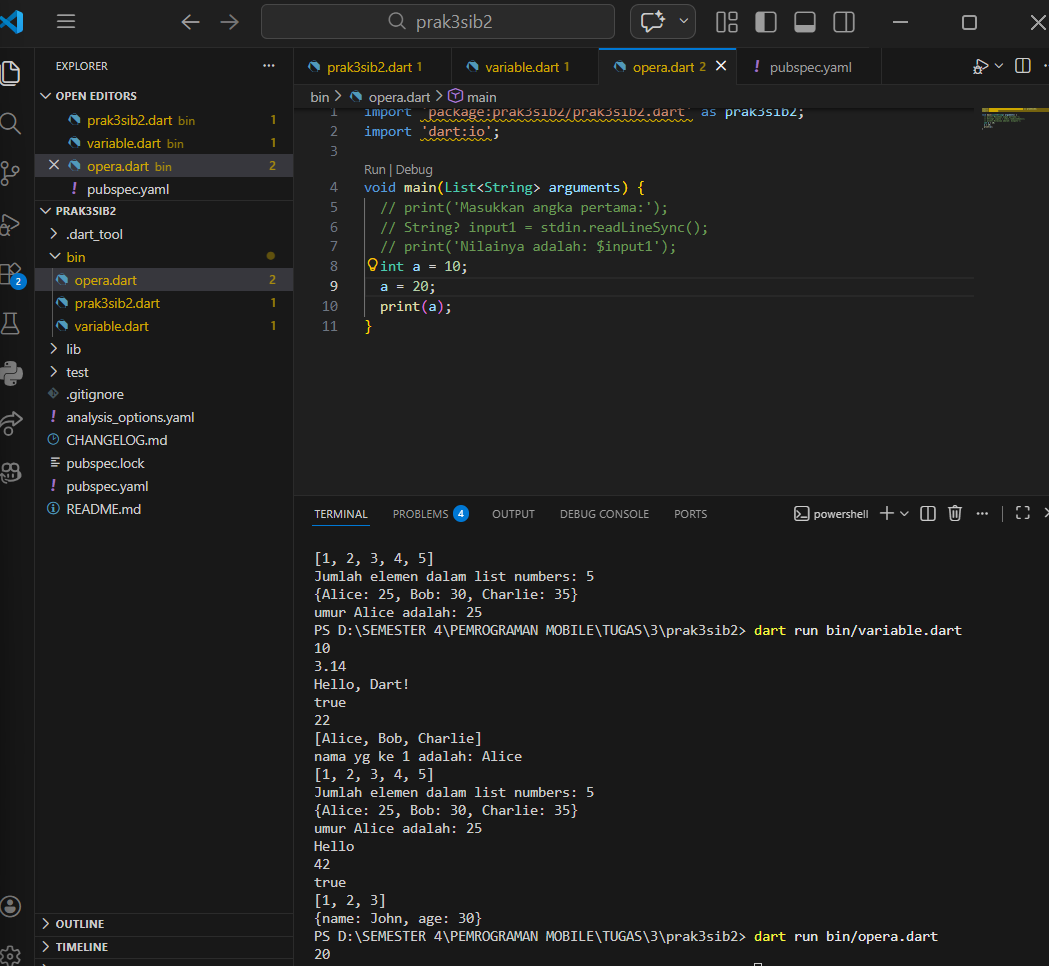 prak3sib2
EXPLORER
OPEN EDITORS
prak3sib2.dart bin 1
variable.dart bin 1
opera.dart bin 2
! pubspec.yaml
PRAK3SIB2
.dart_tool
bin
opera.dart 2
prak3sib2.dart 1
variable.dart 1
lib
test
.gitignore
! analysis_options.yaml
CHANGELOG.md
pubspec.lock
! pubspec.yaml
README.md
OUTLINE
TIMELINE
2
prak3sib2.dart 1
variable.dart 1
opera.dart 2
! pubspec.yaml
bin > opera.dart > main
1 import 'package:prak3sib2/prak3sib2.dart' as prak3sib2;
2 import 'dart:io';
3
Run | Debug
4 void main(List<String> arguments) {
5 // print('Masukkan angka pertama:');
6 // String? input1 = stdin.readLineSync();
7 // print('Nilainya adalah: $input1');
8 int a = 10;
9 a = 20;
10 print(a);
11 }
TERMINAL PROBLEMS 4 OUTPUT DEBUG CONSOLE PORTS
powershell
[1, 2, 3, 4, 5]
Jumlah elemen dalam list numbers: 5
{Alice: 25, Bob: 30, Charlie: 35}
umur Alice adalah: 25
PS D:\SEMESTER 4\PEMROGRAMAN MOBILE\TUGAS\3\prak3sib2> dart run bin/variable.dart
10
3.14
Hello, Dart!
true
22
[Alice, Bob, Charlie]
nama yg ke 1 adalah: Alice
[1, 2, 3, 4, 5]
Jumlah elemen dalam list numbers: 5
{Alice: 25, Bob: 30, Charlie: 35}
umur Alice adalah: 25
Hello
42
true
[1, 2, 3]
{name: John, age: 30}
PS D:\SEMESTER 4\PEMROGRAMAN MOBILE\TUGAS\3\prak3sib2> dart run bin/opera.dart
20